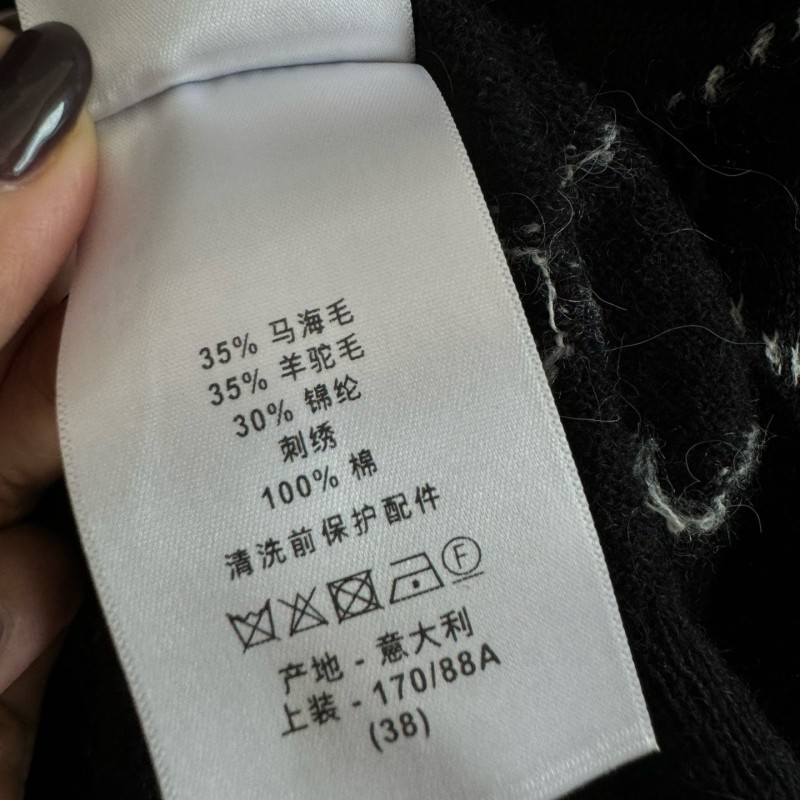 35% 马海毛
35% 羊驼毛
30% 锦纶
刺绣
100% 棉
清洗前保护配件
F
产地 - 意大利
上装 - 170/88A
(38)